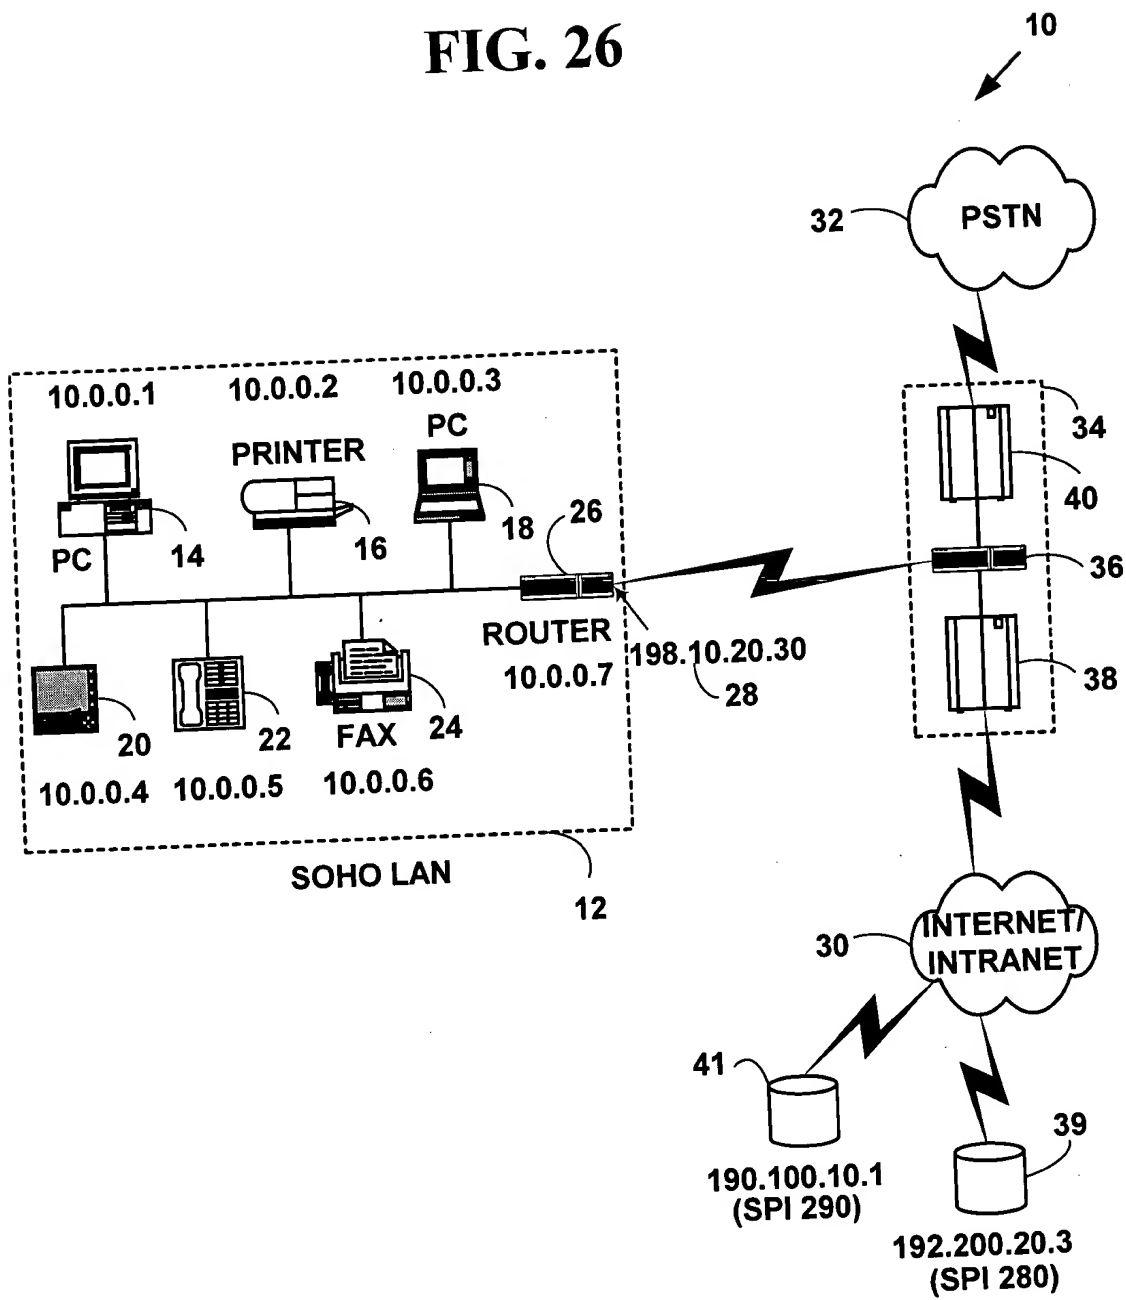 FIG. 26
10
32
PSTN
34
40
36
38
10.0.0.1
10.0.0.2
10.0.0.3
PRINTER
PC
PC
14
16
18
26
ROUTER
10.0.0.7
198.10.20.30
28
20
22
FAX
24
10.0.0.4
10.0.0.5
10.0.0.6
SOHO LAN
12
30
INTERNET/
INTRANET
41
39
190.100.10.1
(SPI 290)
192.200.20.3
(SPI 280)